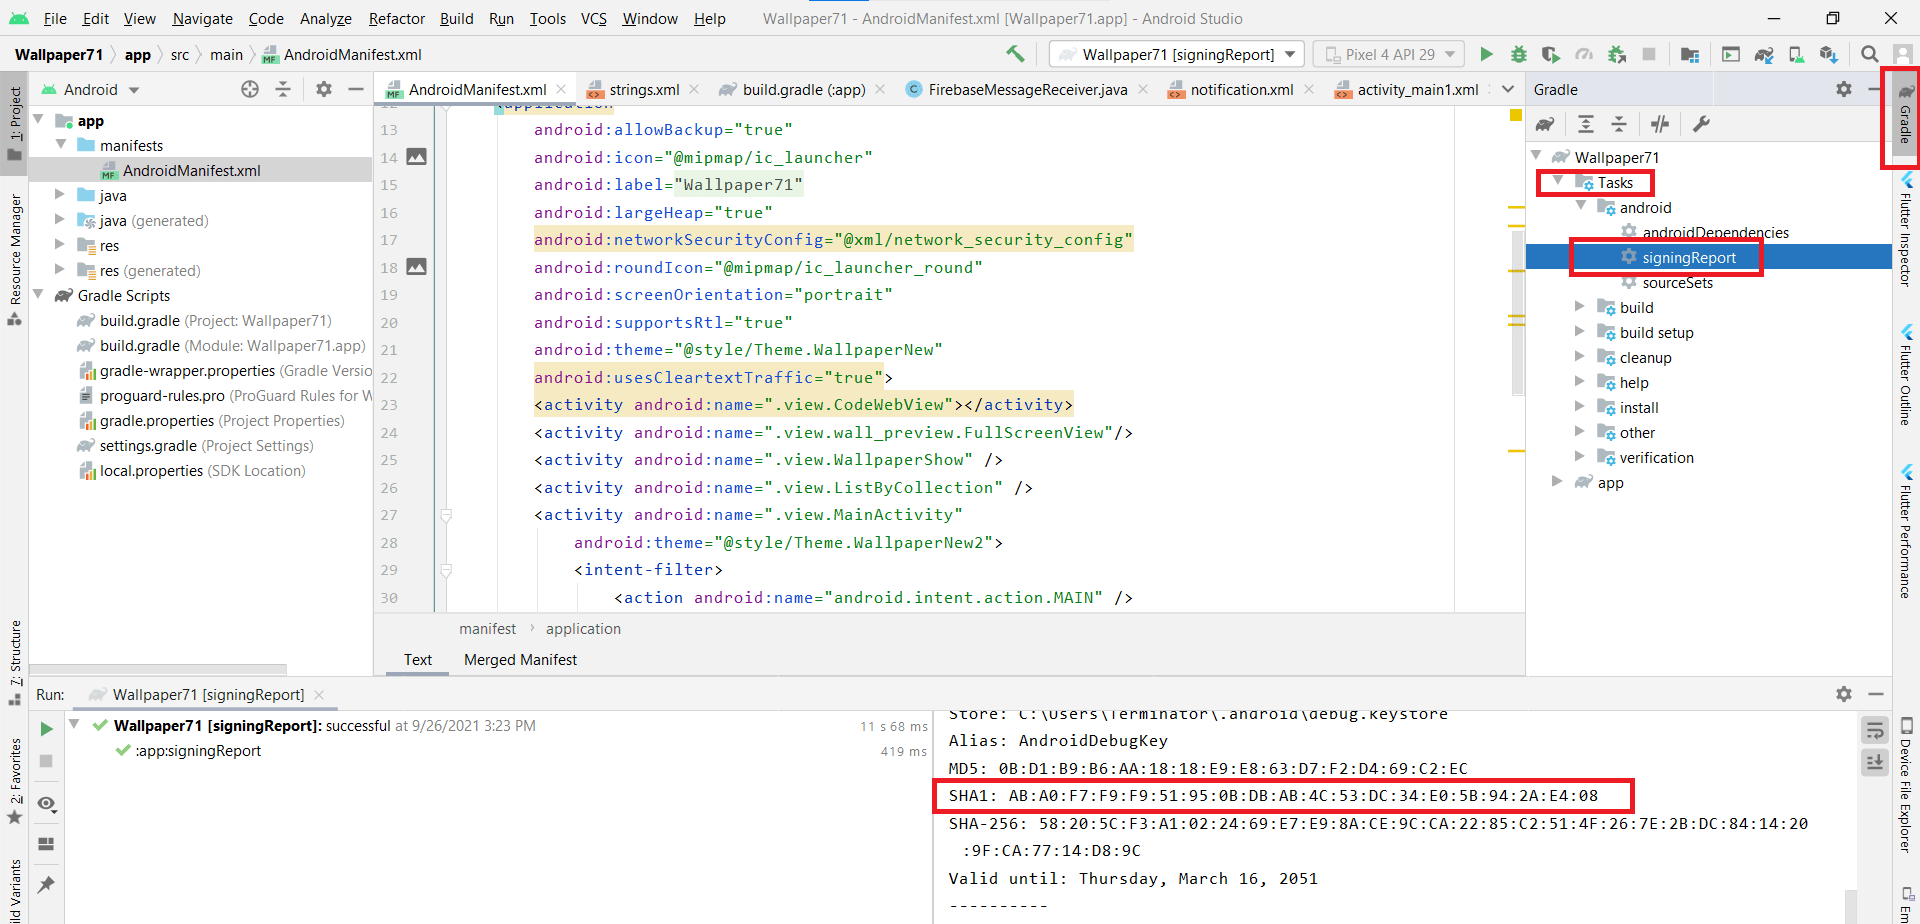 File Edit View Navigate Code Analyze Refactor Build Run Tools VCS Window Help Wallpaper71 - AndroidManifest.xml [Wallpaper71.app] - Android Studio
Wallpaper71 app src main AndroidManifest.xml Wallpaper71 [signingReport] Pixel 4 API 29
1: Project
Resource Manager
7: Structure
2: Favorites
Android
app
manifests
AndroidManifest.xml
java
java (generated)
res
res (generated)
Gradle Scripts
build.gradle (Project: Wallpaper71)
build.gradle (Module: Wallpaper71.app)
gradle-wrapper.properties (Gradle Versio
proguard-rules.pro (ProGuard Rules for W
gradle.properties (Project Properties)
settings.gradle (Project Settings)
local.properties (SDK Location)
AndroidManifest.xml strings.xml build.gradle (:app) FirebaseMessageReceiver.java notification.xml activity_main1.xml
<application
13 android:allowBackup="true"
14 android:icon="@mipmap/ic_launcher"
15 android:label="Wallpaper71"
16 android:largeHeap="true"
17 android:networkSecurityConfig="@xml/network_security_config"
18 android:roundIcon="@mipmap/ic_launcher_round"
19 android:screenOrientation="portrait"
20 android:supportsRtl="true"
21 android:theme="@style/Theme.WallpaperNew"
22 android:usesCleartextTraffic="true">
23 <activity android:name=".view.CodeWebView"></activity>
24 <activity android:name=".view.wall_preview.FullScreenView"/>
25 <activity android:name=".view.WallpaperShow" />
26 <activity android:name=".view.ListByCollection" />
27 <activity android:name=".view.MainActivity"
28 android:theme="@style/Theme.WallpaperNew2">
29 <intent-filter>
30 <action android:name="android.intent.action.MAIN" />
manifest application
Text Merged Manifest
Gradle
Wallpaper71
Tasks
android
androidDependencies
signingReport
sourceSets
build
build setup
cleanup
help
install
other
verification
app
Gradle
Flutter Inspector
Flutter Outline
Flutter Performance
Device File Explorer
Em
Run: Wallpaper71 [signingReport]
Wallpaper71 [signingReport]: successful at 9/26/2021 3:23 PM 11 s 68 ms
:app:signingReport 419 ms
Store: C:\Users\Terminator\.android\debug.keystore
Alias: AndroidDebugKey
MD5: 0B:D1:B9:B6:AA:18:18:E9:E8:63:D7:F2:D4:69:C2:EC
SHA1: AB:A0:F7:F9:F9:51:95:0B:DB:AB:4C:53:DC:34:E0:5B:94:2A:E4:08
SHA-256: 58:20:5C:F3:A1:02:24:69:E7:E9:8A:CE:9C:CA:22:85:C2:51:4F:26:7E:2B:DC:84:14:20
:9F:CA:77:14:D8:9C
Valid until: Thursday, March 16, 2051
----------
ild Variants